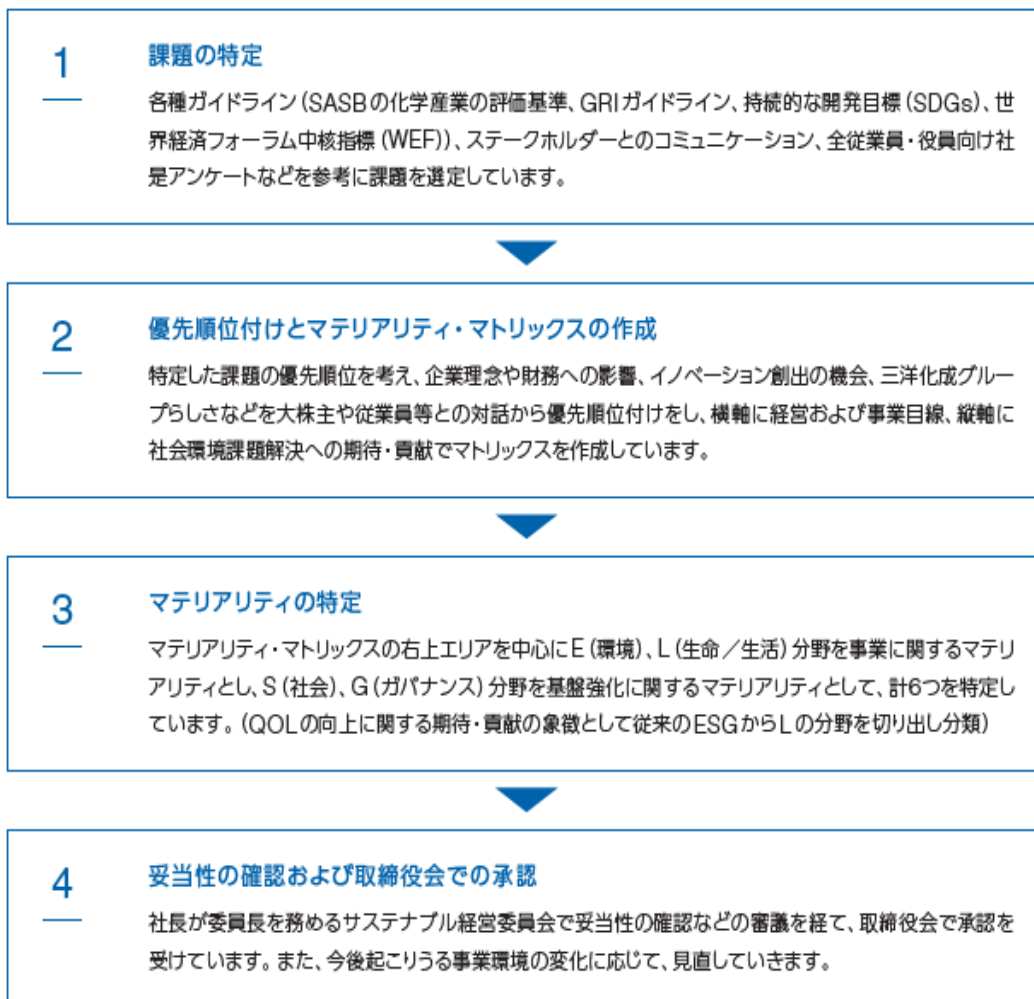 1
課題の特定
各種ガイドライン（SASBの化学産業の評価基準、GRIガイドライン、持続的な開発目標（SDGs）、世
界経済フォーラム中核指標（WEF））、ステークホルダーとのコミュニケーション、全従業員・役員向け社
是アンケートなどを参考に課題を選定しています。
2
優先順位付けとマテリアリティ・マトリックスの作成
特定した課題の優先順位を考え、企業理念や財務への影響、イノベーション創出の機会、三洋化成グルー
プらしさなどを大株主や従業員等との対話から優先順位付けをし、横軸に経営および事業目線、縦軸に
社会環境課題解決への期待・貢献でマトリックスを作成しています。
3
マテリアリティの特定
マテリアリティ・マトリックスの右上エリアを中心にE（環境）、L（生命／生活）分野を事業に関するマテリ
アリティとし、S（社会）、G（ガバナンス）分野を基盤強化に関するマテリアリティとして、計6つを特定し
ています。（QOLの向上に関する期待・貢献の象徴として従来のESGからLの分野を切り出し分類）
4
妥当性の確認および取締役会での承認
社長が委員長を務めるサステナブル経営委員会で妥当性の確認などの審議を経て、取締役会で承認を
受けています。また、今後起こりうる事業環境の変化に応じて、見直していきます。